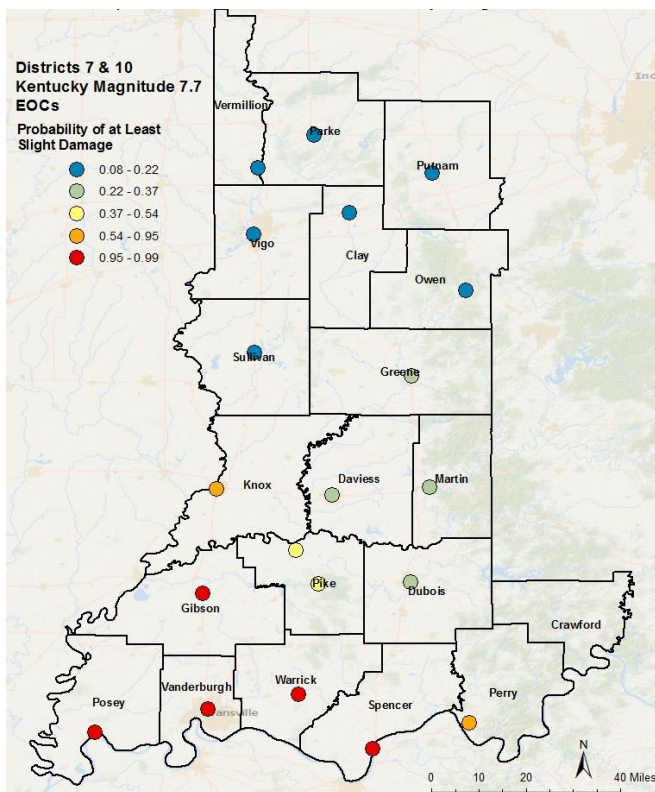 Districts 7 & 10
Kentucky Magnitude 7.7
EOCs
Probability of at Least
Slight Damage
0.08 - 0.22
0.22 - 0.37
0.37 - 0.54
0.54 - 0.95
0.95 - 0.99
Ind
Vermillion
Parke
Putnam
Vigo
Clay
Owen
Sullivan
Greene
Knox
Daviess
Martin
Pike
Dubois
Gibson
Crawford
Posey
Vanderburgh
ansville
Warrick
Spencer
Perry
N
0 10 20 40 Miles